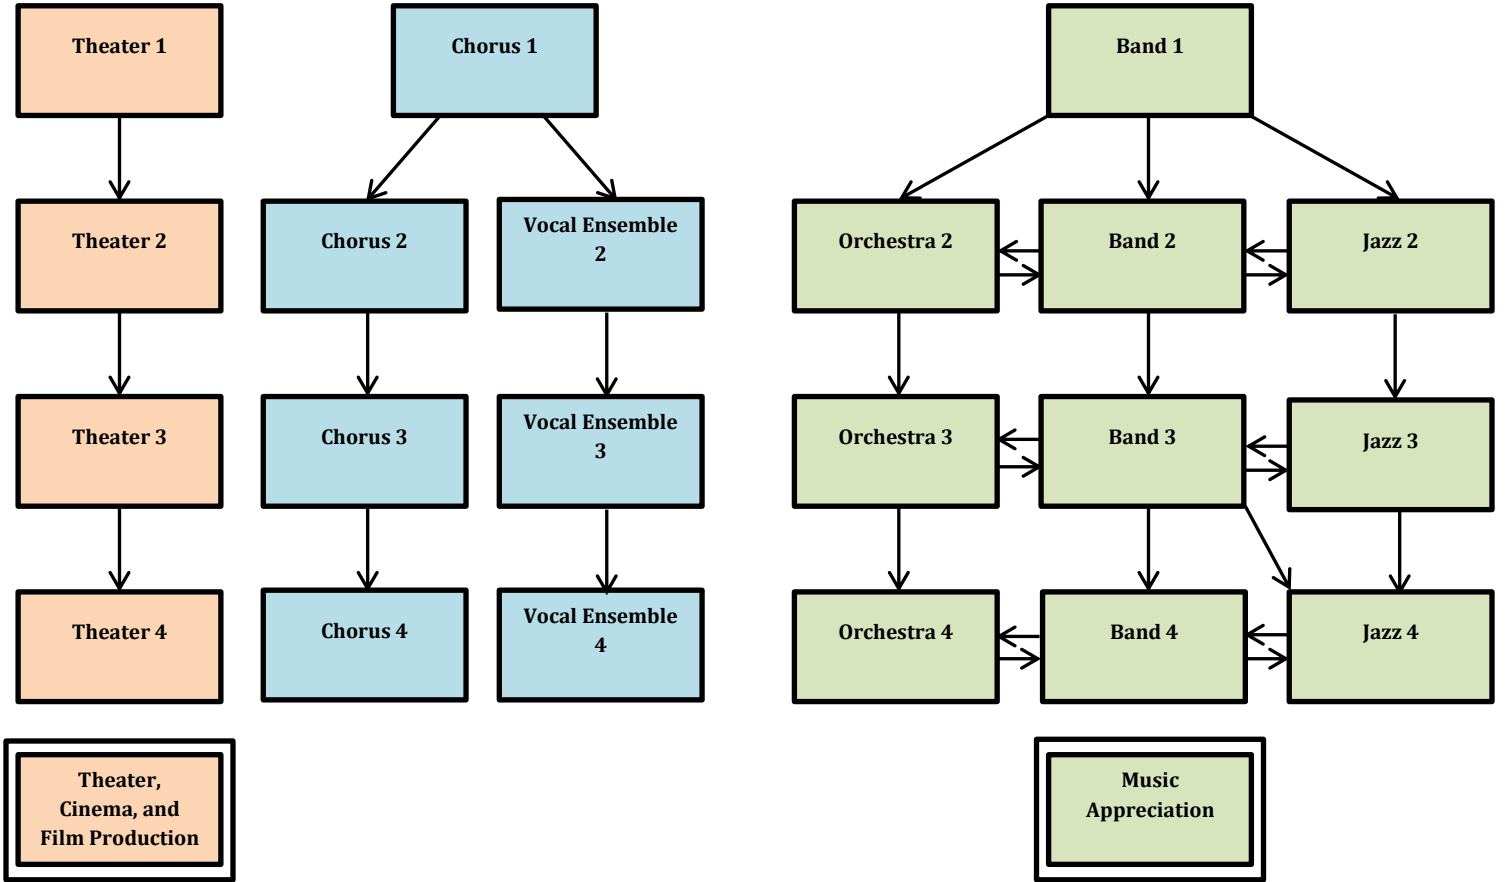 Theater 1
Chorus 1
Band 1
Theater 2
Chorus 2
Vocal Ensemble
2
Orchestra 2
Band 2
Jazz 2
Theater 3
Chorus 3
Vocal Ensemble
3
Orchestra 3
Band 3
Jazz 3
Theater 4
Chorus 4
Vocal Ensemble
4
Orchestra 4
Band 4
Jazz 4
Theater,
Cinema, and
Film Production
Music
Appreciation